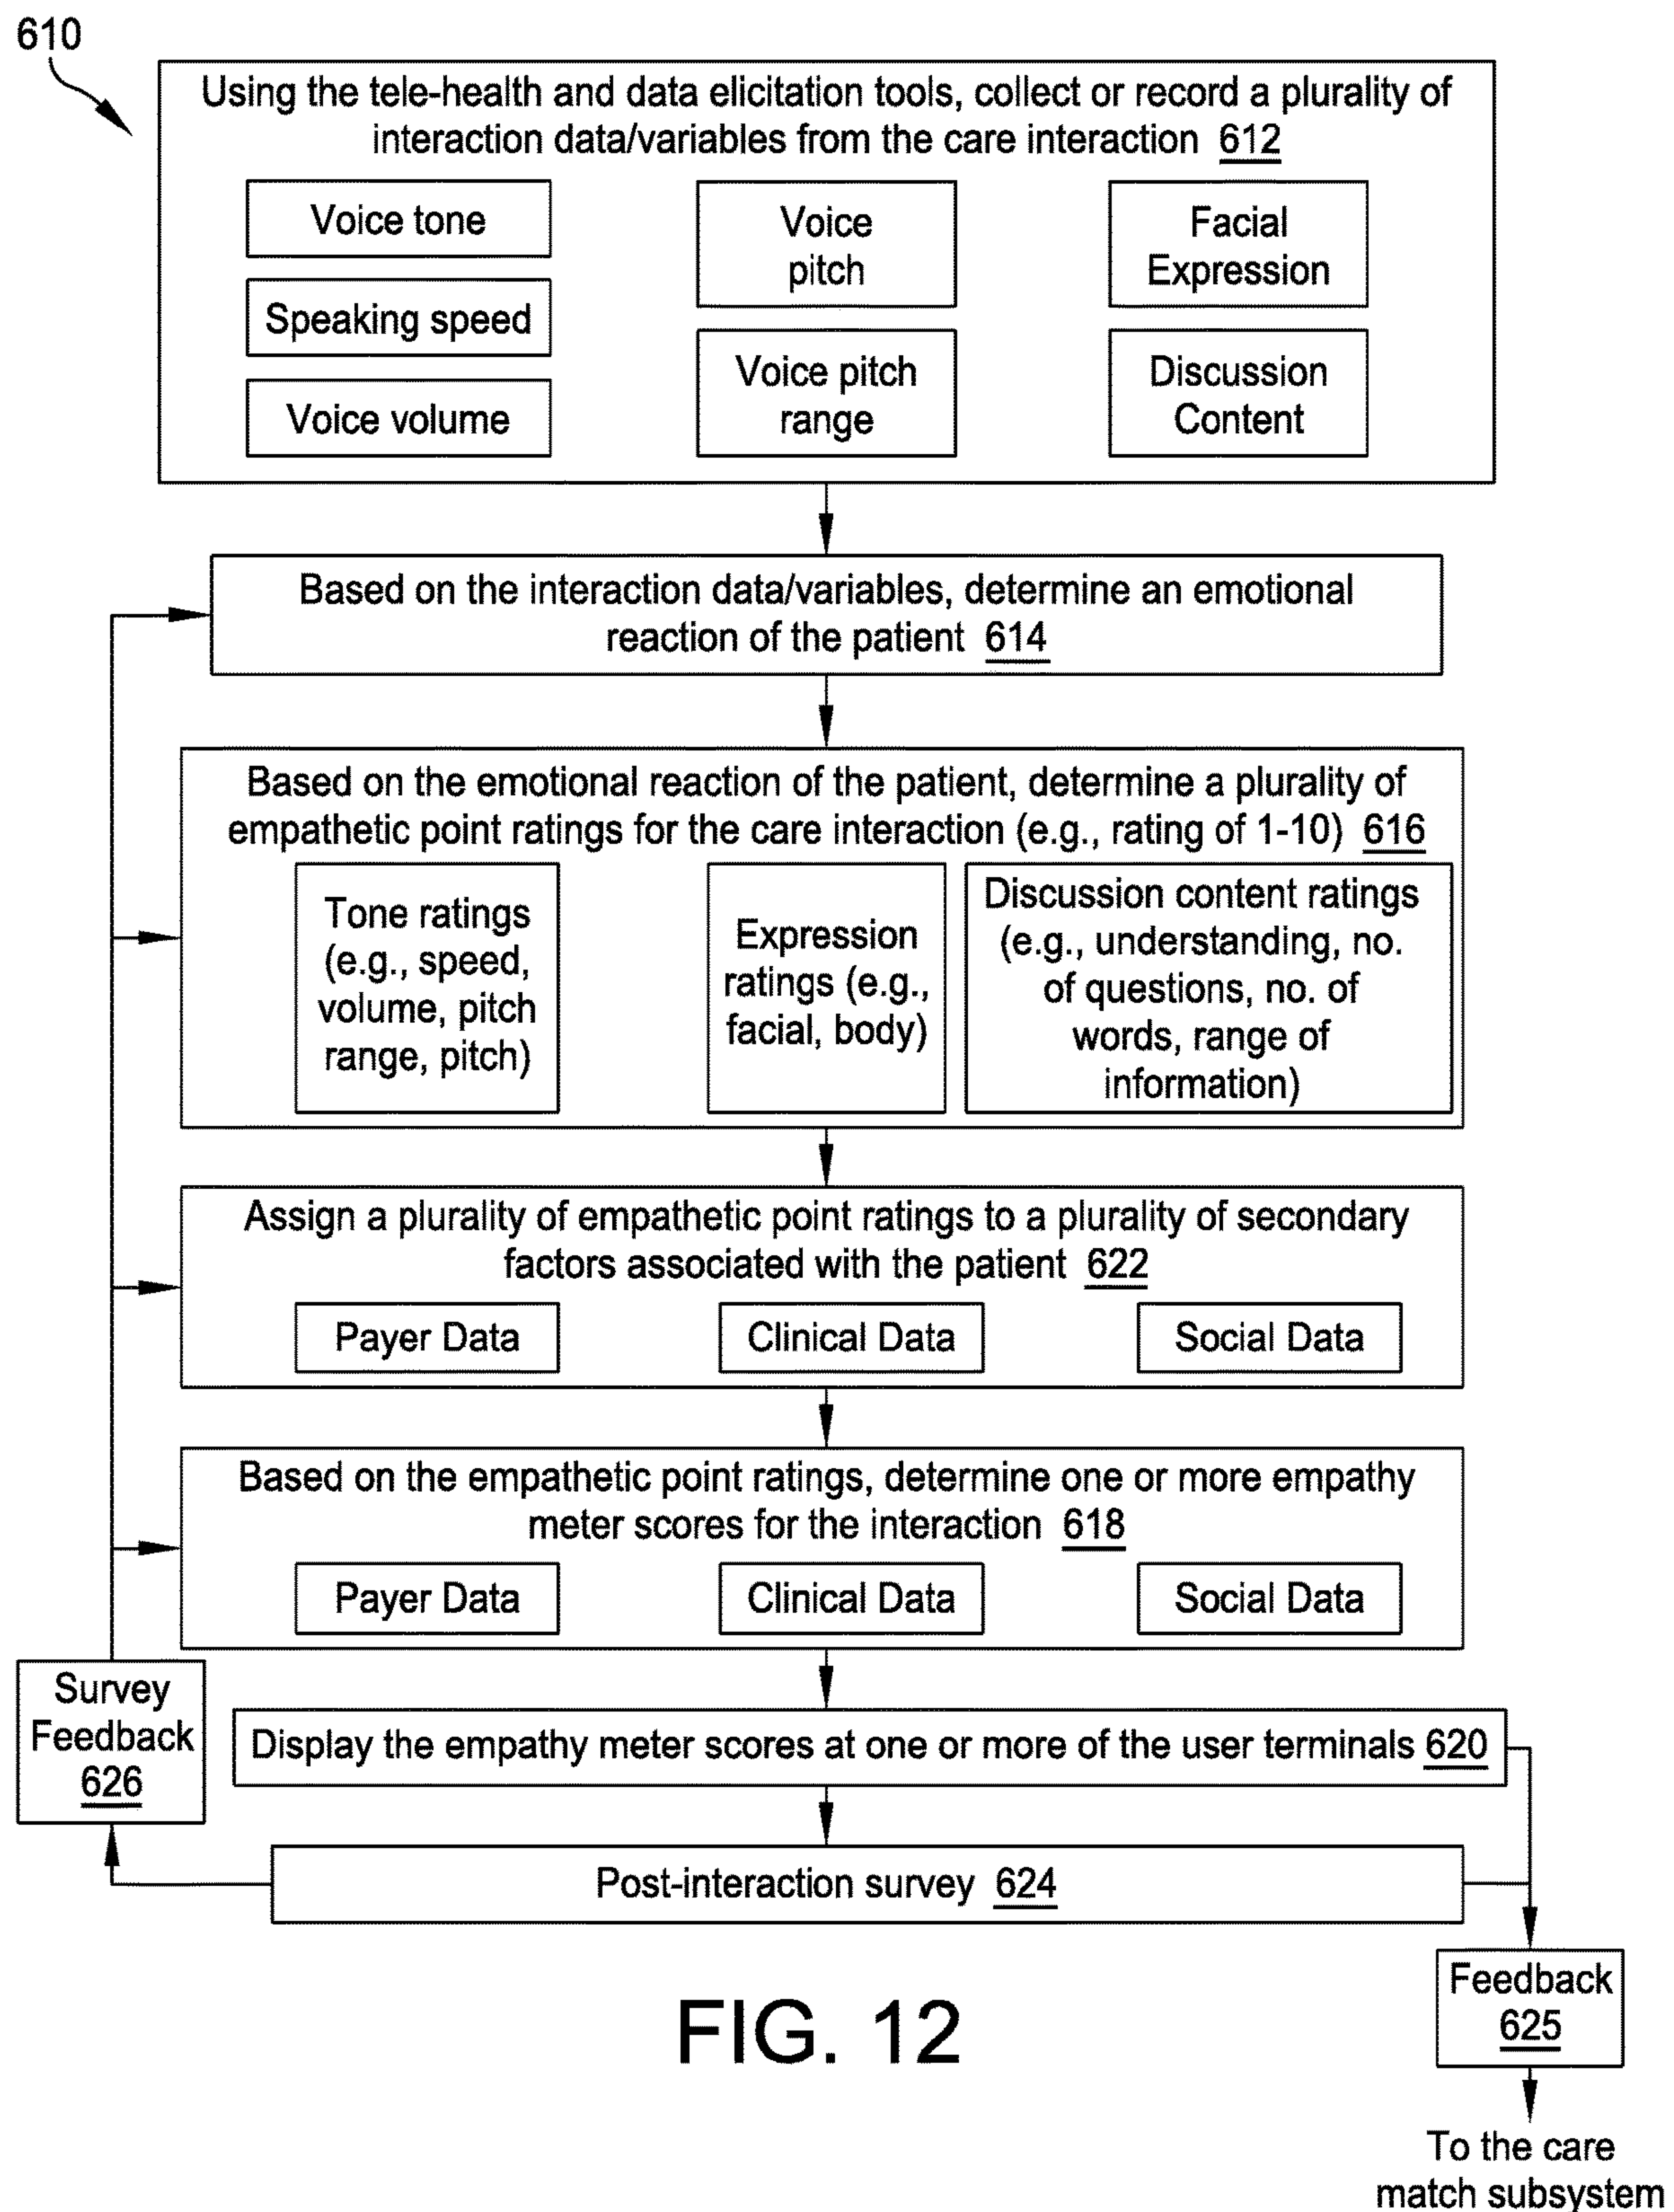 610
Using the tele-health and data elicitation tools, collect or record a plurality of
interaction data/variables from the care interaction 612
Voice tone
Speaking speed
Voice volume
Voice
pitch
Voice pitch
range
Facial
Expression
Discussion
Content
Based on the interaction data/variables, determine an emotional
reaction of the patient 614
Based on the emotional reaction of the patient, determine a plurality of
empathetic point ratings for the care interaction (e.g., rating of 1-10) 616
Tone ratings
(e.g., speed,
volume, pitch
range, pitch)
Expression
ratings (e.g.,
facial, body)
Discussion content ratings
(e.g., understanding, no.
of questions, no. of
words, range of
information)
Assign a plurality of empathetic point ratings to a plurality of secondary
factors associated with the patient 622
Payer Data
Clinical Data
Social Data
Based on the empathetic point ratings, determine one or more empathy
meter scores for the interaction 618
Payer Data
Clinical Data
Social Data
Survey
Feedback
626
Display the empathy meter scores at one or more of the user terminals 620
Post-interaction survey 624
Feedback
625
To the care
match subsystem
FIG. 12